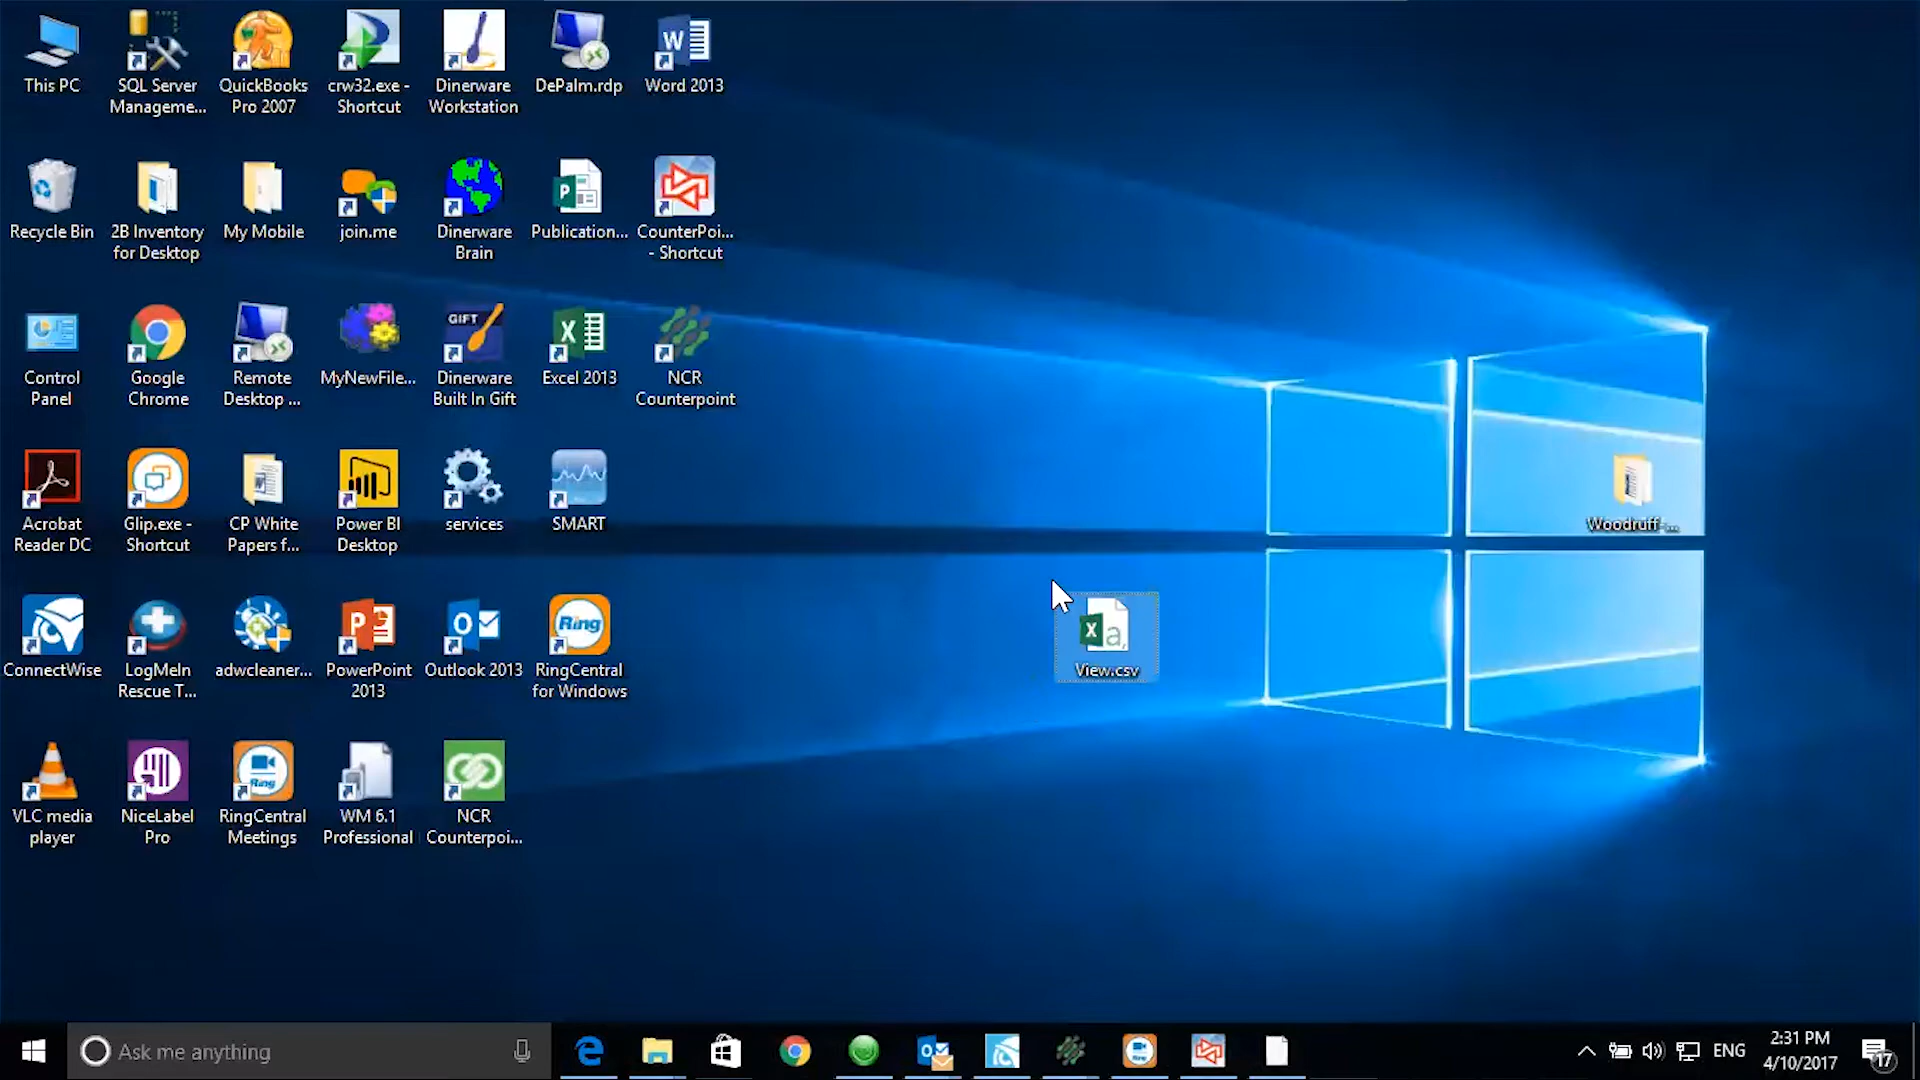 This PC
SQL Server
Manageme...
QuickBooks
Pro 2007
crw32.exe -
Shortcut
Dinerware
Workstation
DePalm.rdp
Word 2013
Recycle Bin
2B Inventory
for Desktop
My Mobile
join.me
Dinerware
Brain
Publication...
CounterPoi...
- Shortcut
Control
Panel
Google
Chrome
Remote
Desktop ...
MyNewFile...
GIFT
Dinerware
Built In Gift
Excel 2013
NCR
Counterpoint
Acrobat
Reader DC
Glip.exe -
Shortcut
CP White
Papers f...
Power BI
Desktop
services
SMART
Woodruff-...
ConnectWise
LogMeIn
Rescue T...
adwcleaner...
PowerPoint
2013
Outlook 2013
Ring
RingCentral
for Windows
View.csv
VLC media
player
NiceLabel
Pro
Ring
RingCentral
Meetings
WM 6.1
Professional
NCR
Counterpoi...
Ask me anything
ENG
2:31 PM
4/10/2017
17